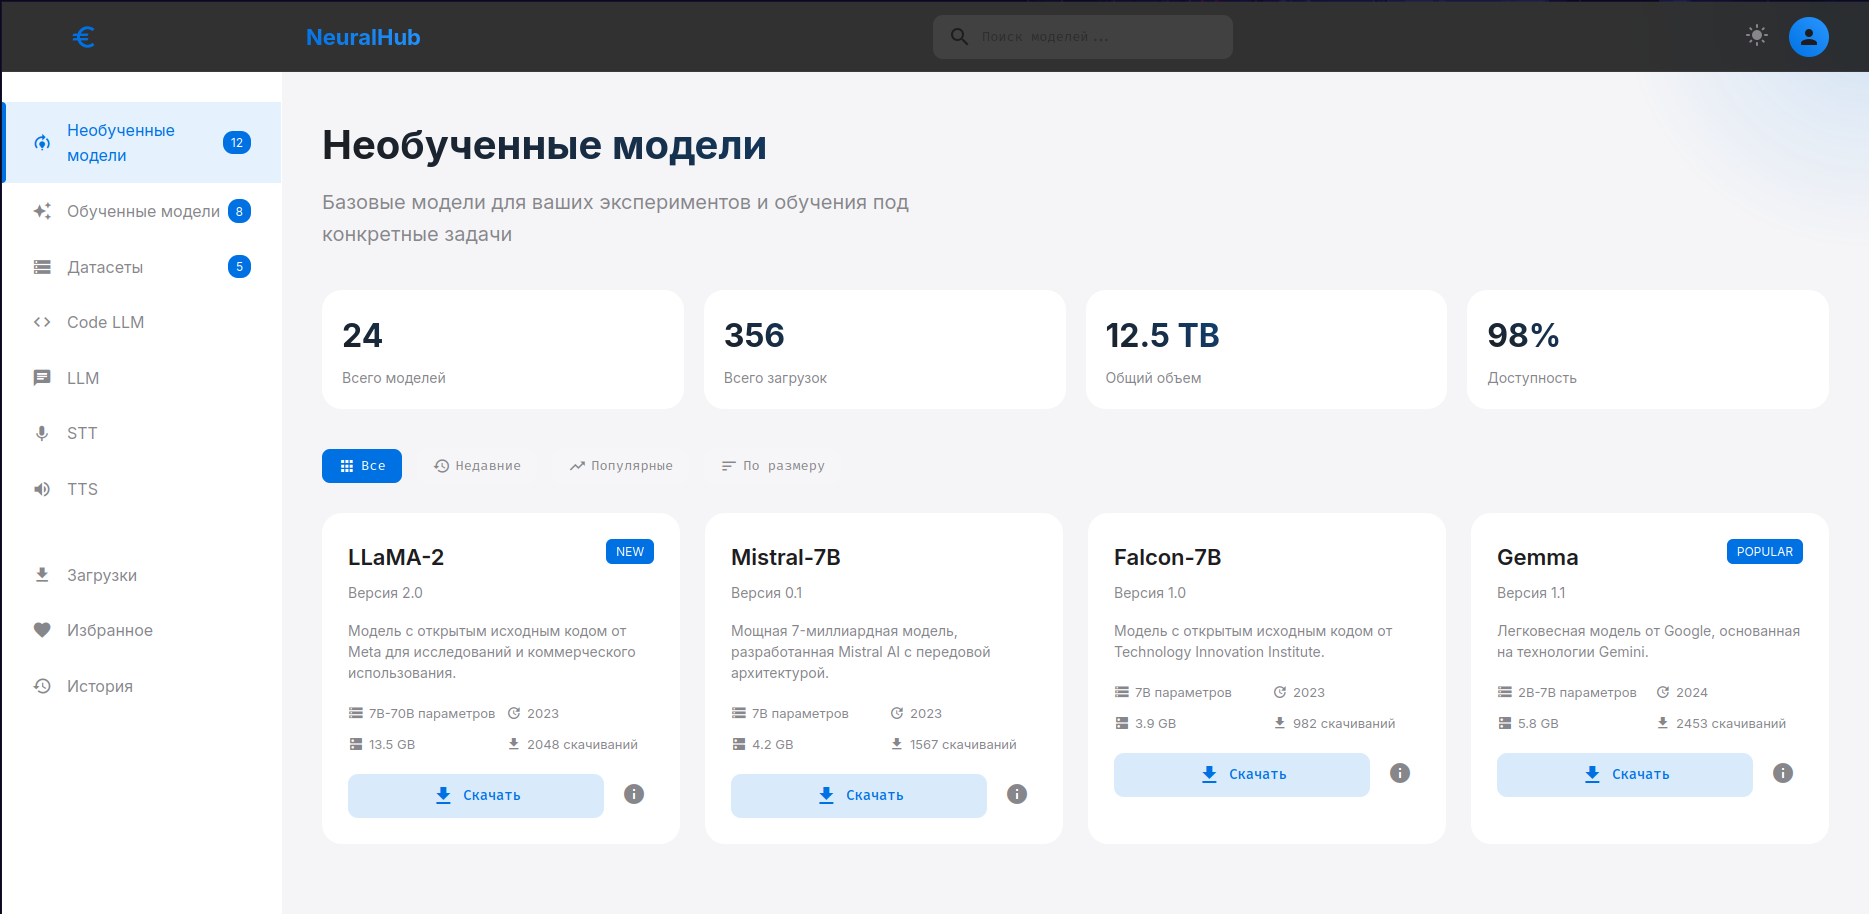 €
NeuralHub
Поиск моделей...
Необученные
модели
12
Обученные модели
8
Датасеты
5
Code LLM
LLM
STT
TTS
Загрузки
Избранное
История
Необученные модели
Базовые модели для ваших экспериментов и обучения под
конкретные задачи
24
Всего моделей
356
Всего загрузок
12.5 TB
Общий объем
98%
Доступность
Все
Недавние
Популярные
По размеру
LLaMA-2
NEW
Версия 2.0
Модель с открытым исходным кодом от
Meta для исследований и коммерческого
использования.
7B-70B параметров
2023
13.5 GB
2048 скачиваний
Скачать
Mistral-7B
Версия 0.1
Мощная 7-миллиардная модель,
разработанная Mistral AI с передовой
архитектурой.
7B параметров
2023
4.2 GB
1567 скачиваний
Скачать
Falcon-7B
Версия 1.0
Модель с открытым исходным кодом от
Technology Innovation Institute.
7B параметров
2023
3.9 GB
982 скачиваний
Скачать
Gemma
POPULAR
Версия 1.1
Легковесная модель от Google, основанная
на технологии Gemini.
2B-7B параметров
2024
5.8 GB
2453 скачиваний
Скачать